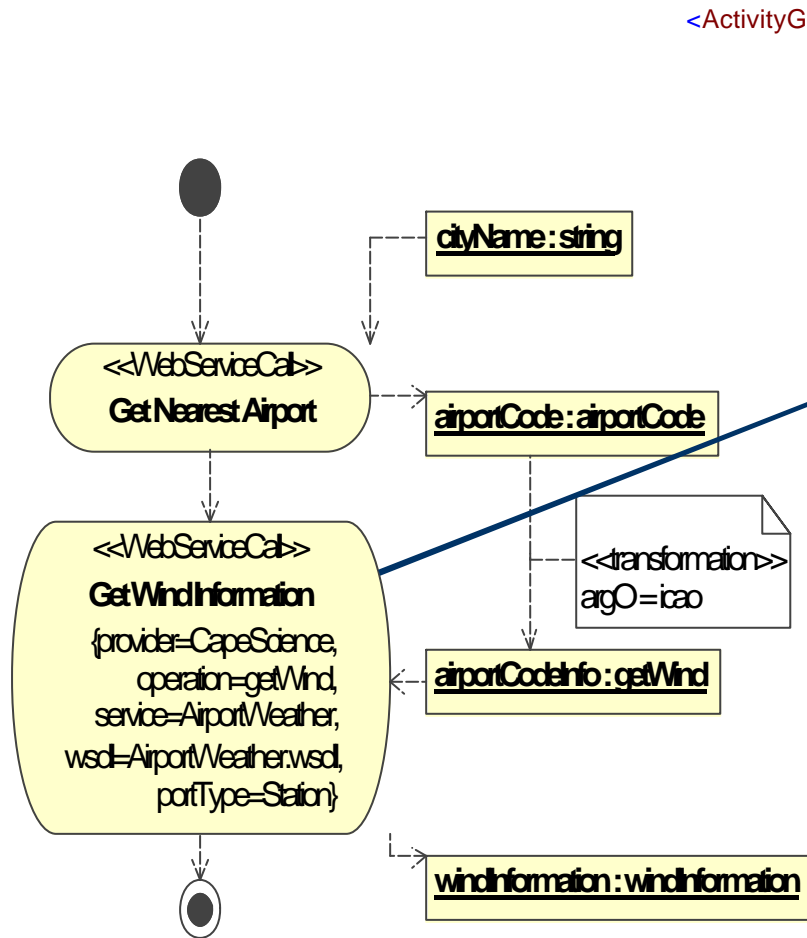 <ActivityG
cityName : string
<<WebServiceCall>>
Get Nearest Airport
airportCode : airportCode
<<transformation>>
arg0 = icao
<<WebServiceCall>>
Get Wind Information
{provider=CapeScience,
operation=getWind,
service=AirportWeather,
wsdl=AirportWeather.wsdl,
portType=Station}
airportCodeInfo : getWind
windInformation : windInformation